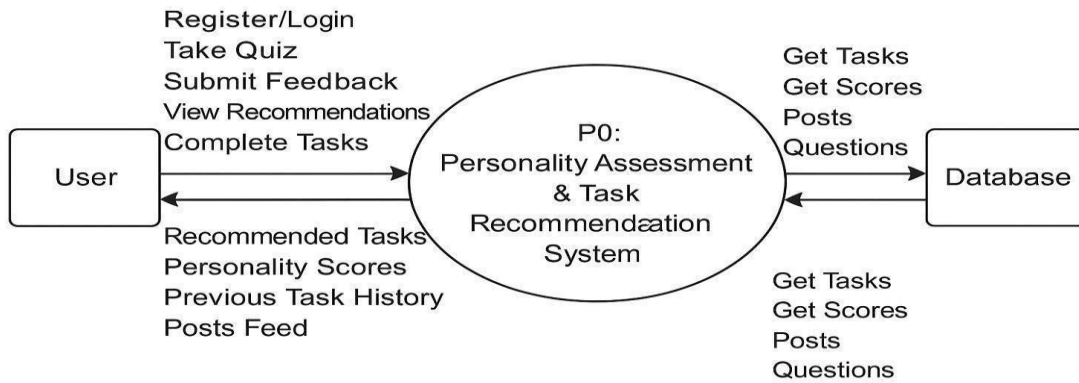 Register/Login
Take Quiz
Submit Feedback
View Recommendations
Complete Tasks
User
Recommended Tasks
Personality Scores
Previous Task History
Posts Feed
P0:
Personality Assessment
& Task
Recommendæation
System
Get Tasks
Get Scores
Posts
Questions
Database
Get Tasks
Get Scores
Posts
Questions